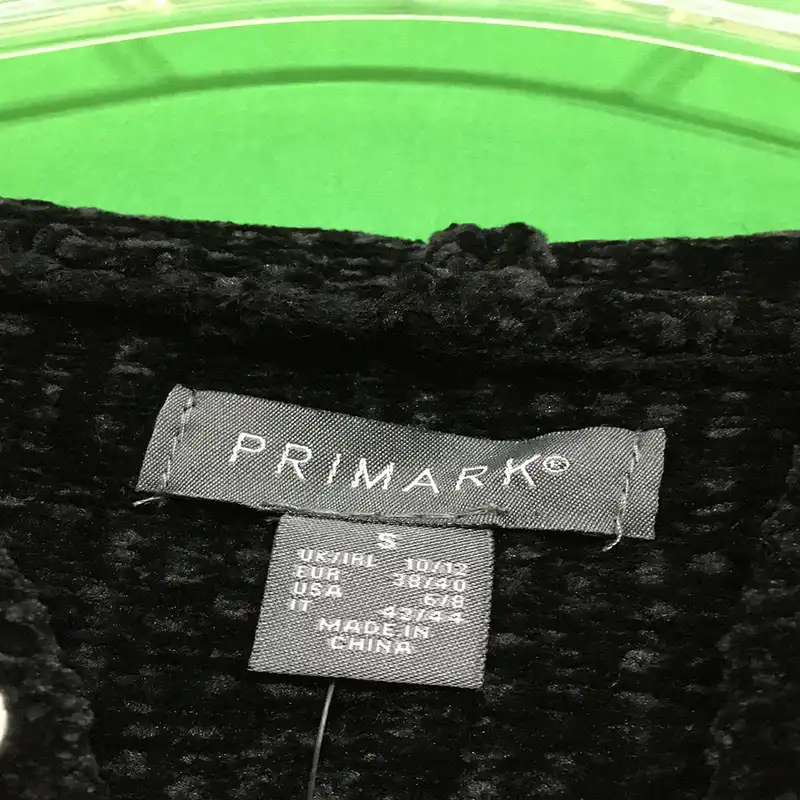 PRIMARK®
S
UK/IRL 10/12
EUR 38/40
USA 6/8
IT 42/44
MADE IN
CHINA